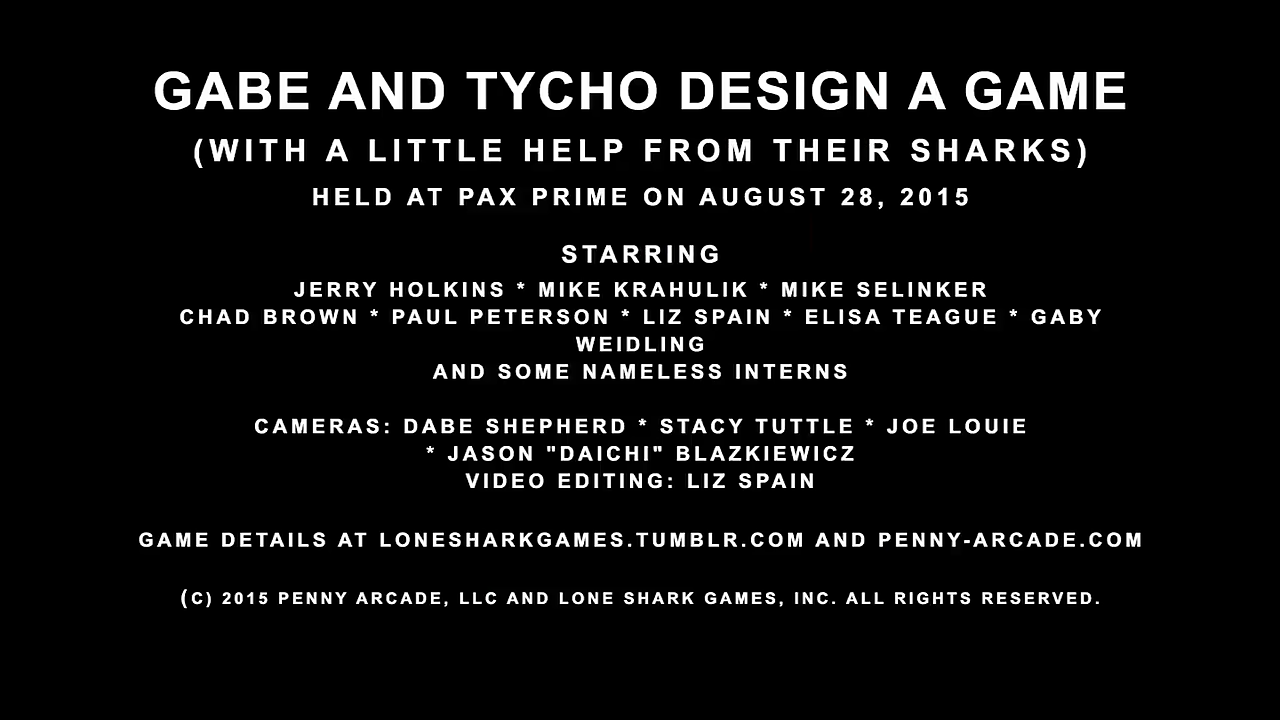 GABE AND TYCHO DESIGN A GAME
(WITH A LITTLE HELP FROM THEIR SHARKS)
HELD AT PAX PRIME ON AUGUST 28, 2015
STARRING
JERRY HOLKINS * MIKE KRAHULIK * MIKE SELINKER
CHAD BROWN * PAUL PETERSON * LIZ SPAIN * ELISA TEAGUE * GABY
WEIDLING
AND SOME NAMELESS INTERNS
CAMERAS: DABE SHEPHERD * STACY TUTTLE * JOE LOUIE
* JASON "DAICHI" BLAZKIEWICZ
VIDEO EDITING: LIZ SPAIN
GAME DETAILS AT LONESHARKGAMES.TUMBLR.COM AND PENNY-ARCADE.COM
(C) 2015 PENNY ARCADE, LLC AND LONE SHARK GAMES, INC. ALL RIGHTS RESERVED.